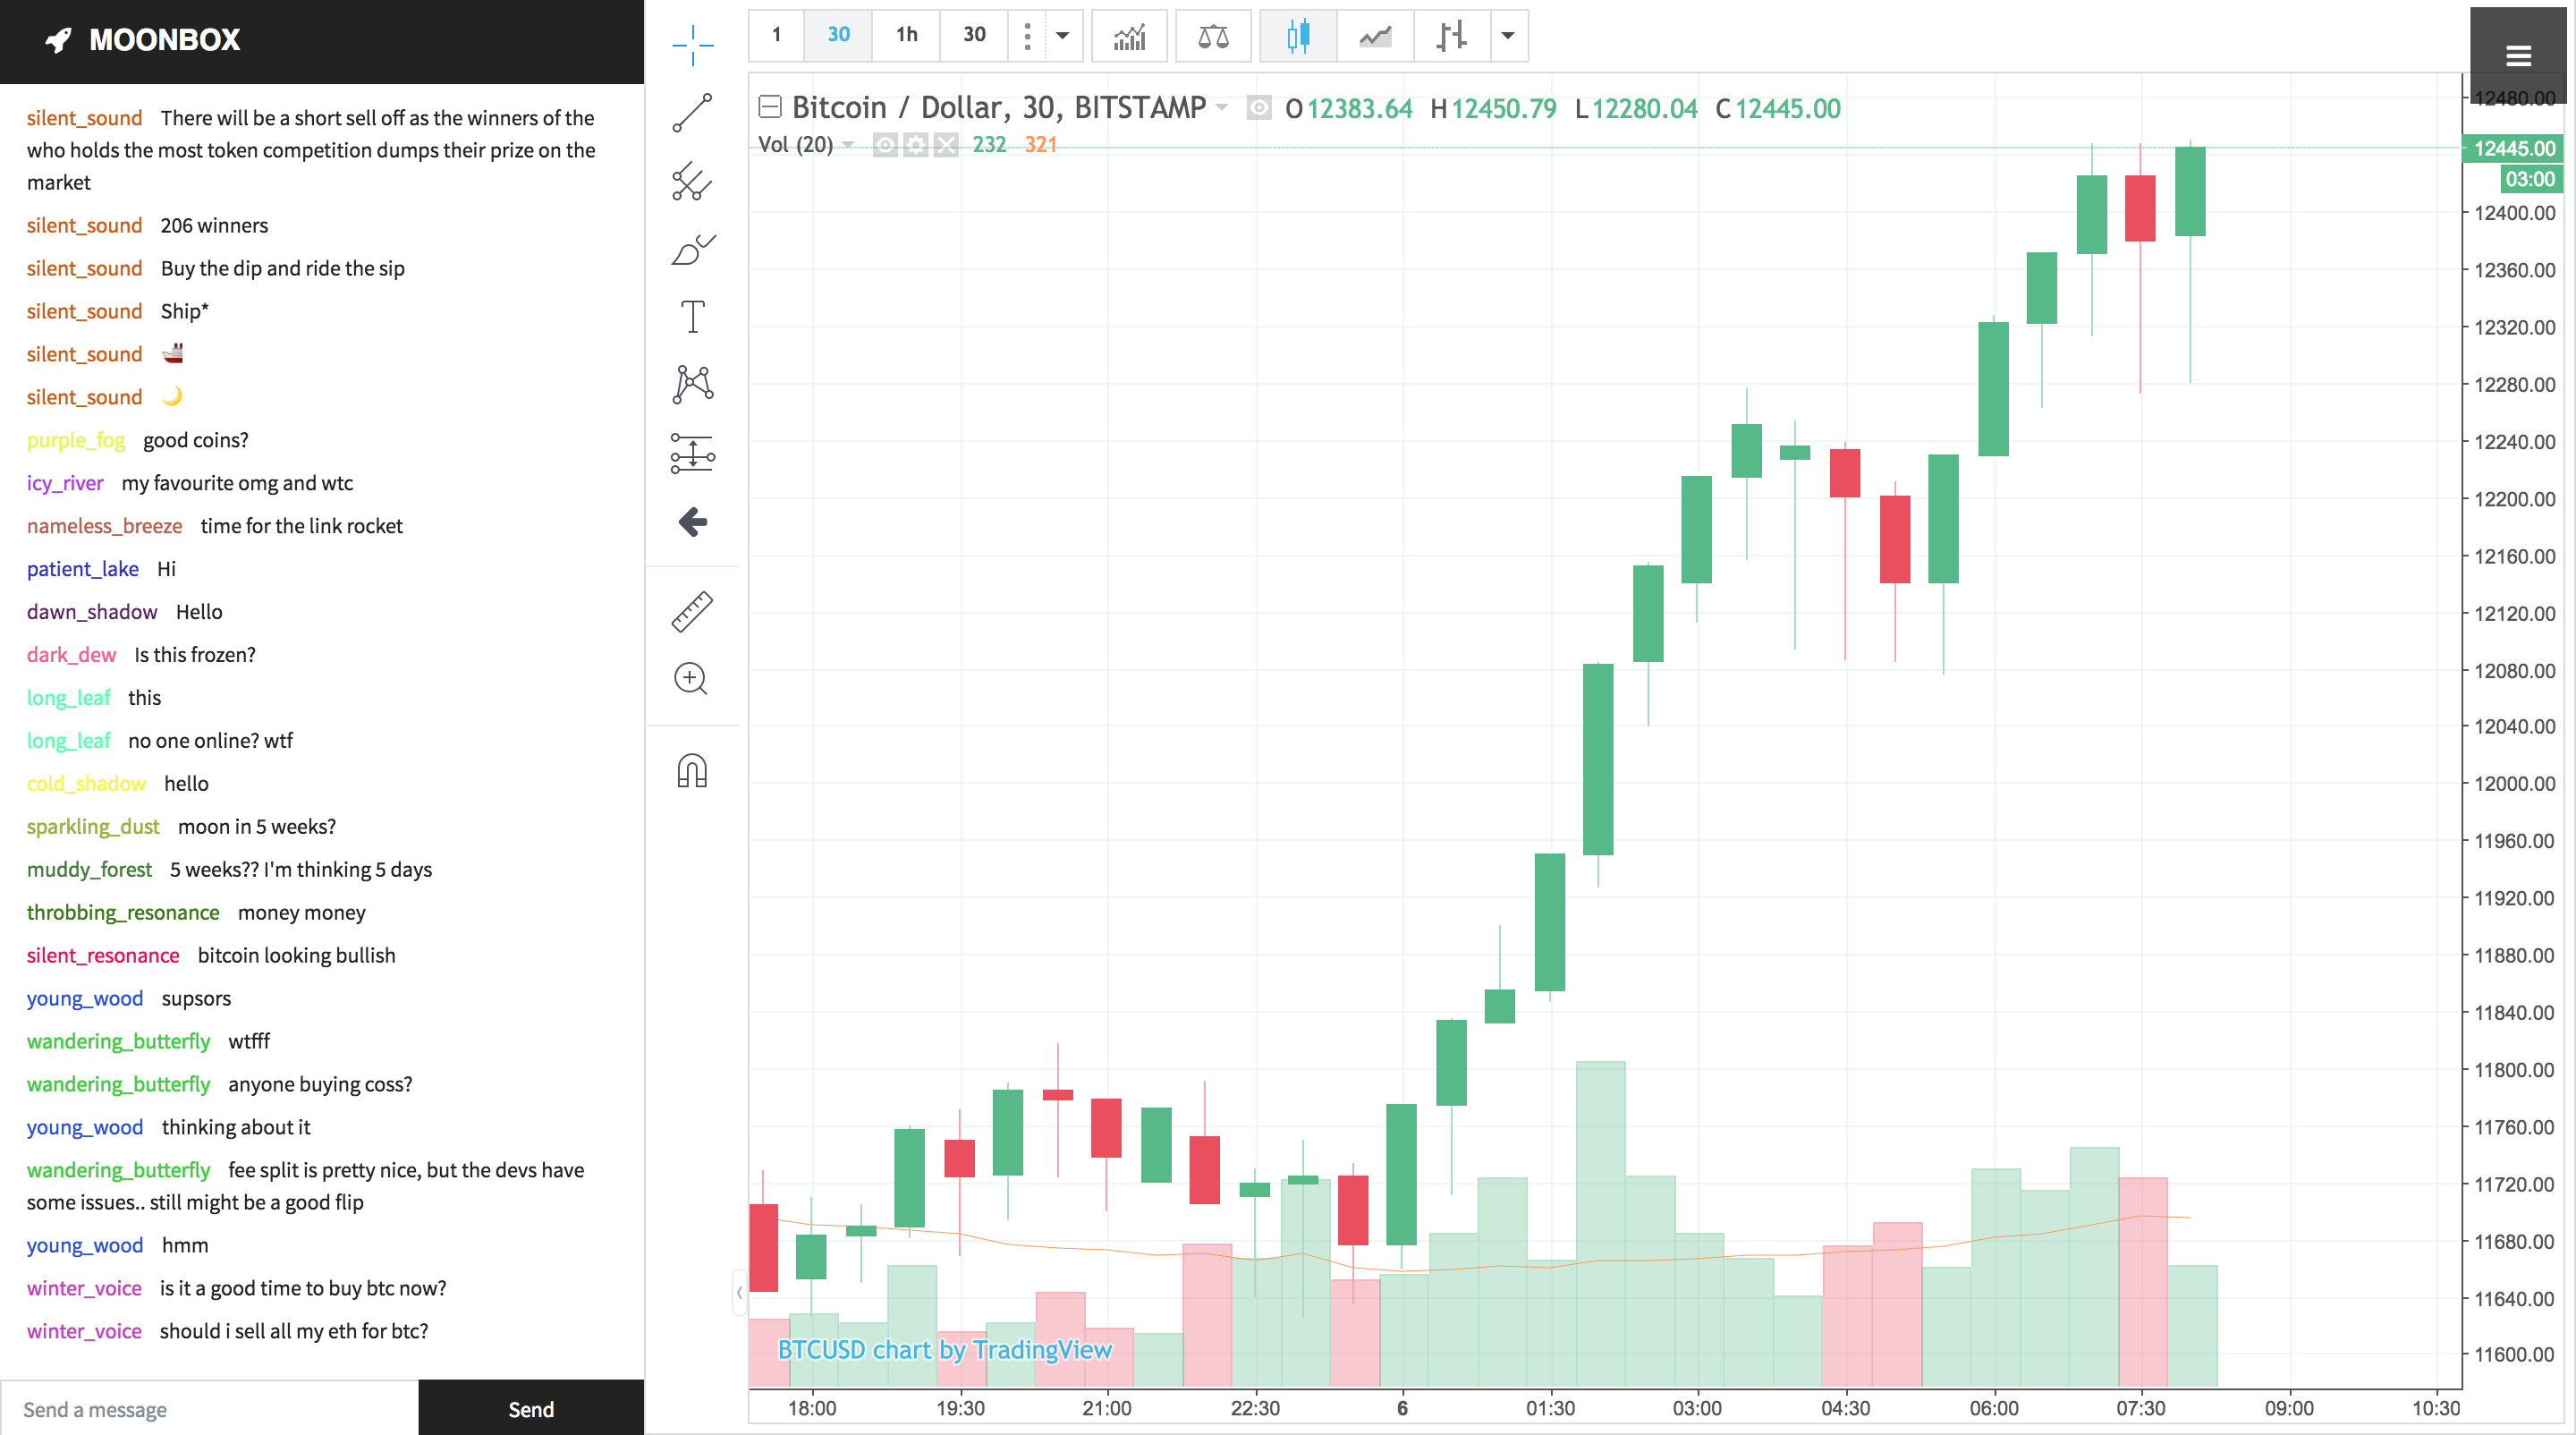 MOONBOX
silent_sound There will be a short sell off as the winners of the
who holds the most token competition dumps their prize on the
market
silent_sound 206 winners
silent_sound Buy the dip and ride the sip
silent_sound Ship*
silent_sound 🚢
silent_sound 🌙
purple_fog good coins?
icy_river my favourite omg and wtc
nameless_breeze time for the link rocket
patient_lake Hi
dawn_shadow Hello
dark_dew Is this frozen?
long_leaf this
long_leaf no one online? wtf
cold_shadow hello
sparkling_dust moon in 5 weeks?
muddy_forest 5 weeks?? I'm thinking 5 days
throbbing_resonance money money
silent_resonance bitcoin looking bullish
young_wood supsors
wandering_butterfly wtfff
wandering_butterfly anyone buying coss?
young_wood thinking about it
wandering_butterfly fee split is pretty nice, but the devs have
some issues.. still might be a good flip
young_wood hmm
winter_voice is it a good time to buy btc now?
winter_voice should i sell all my eth for btc?
Send a message Send
1 30 1h 30
Bitcoin / Dollar, 30, BITSTAMP O12383.64 H12450.79 L12280.04 C12445.00
Vol (20) 232 321
12480.00
12445.00
03:00
12400.00
12360.00
12320.00
12280.00
12240.00
12200.00
12160.00
12120.00
12080.00
12040.00
12000.00
11960.00
11920.00
11880.00
11840.00
11800.00
11760.00
11720.00
11680.00
11640.00
11600.00
BTCUSD chart by TradingView
18:00 19:30 21:00 22:30 6 01:30 03:00 04:30 06:00 07:30 09:00 10:30